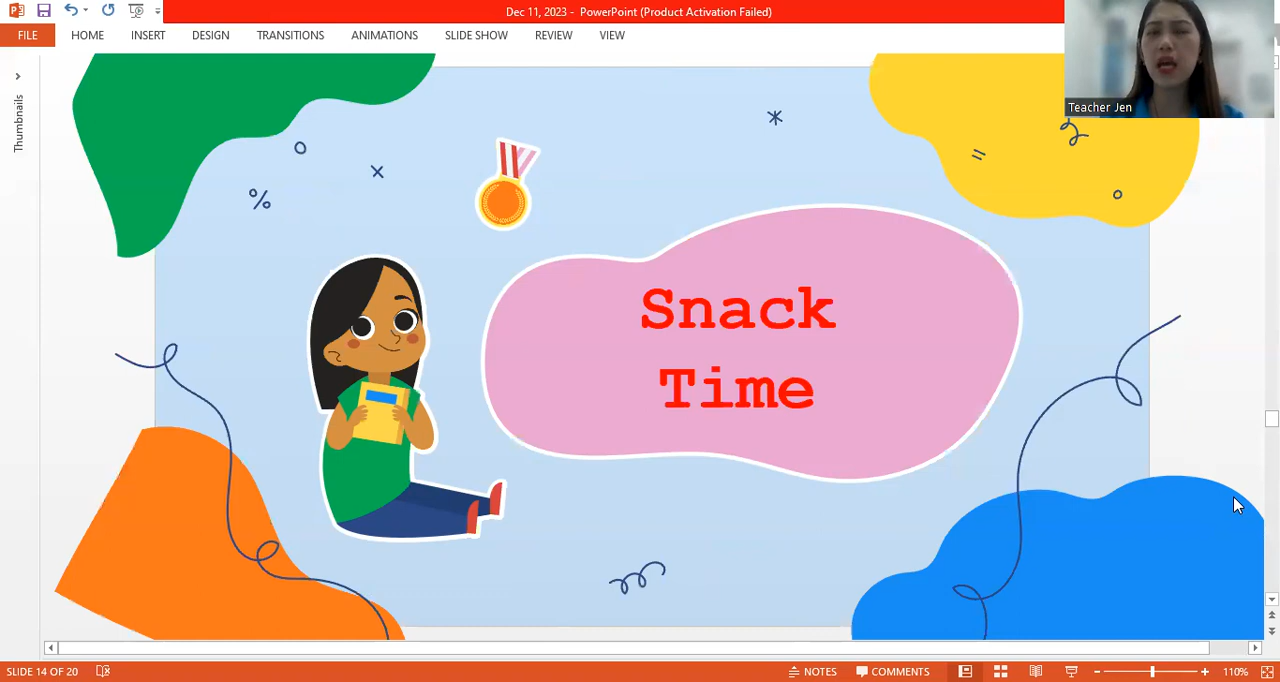 Dec 11, 2023 - PowerPoint (Product Activation Failed)
FILE HOME INSERT DESIGN TRANSITIONS ANIMATIONS SLIDE SHOW REVIEW VIEW
Teacher Jen
Thumbnails
%
Snack
Time
SLIDE 14 OF 20
NOTES
COMMENTS
110%